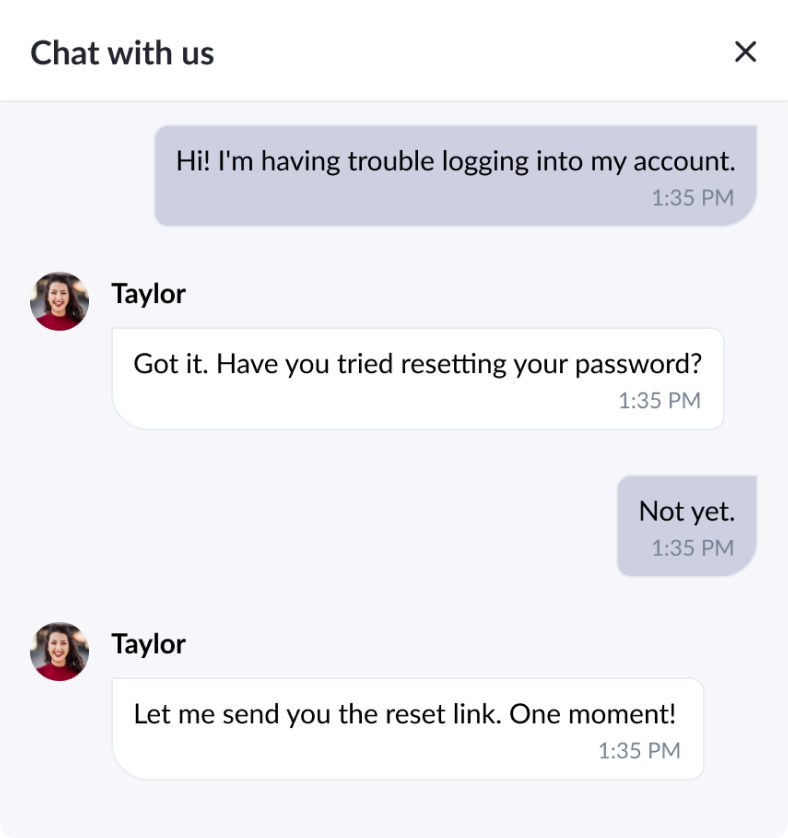 Chat with us
Hi! I'm having trouble logging into my account.
1:35 PM
Taylor
Got it. Have you tried resetting your password?
1:35 PM
Not yet.
1:35 PM
Taylor
Let me send you the reset link. One moment!
1:35 PM